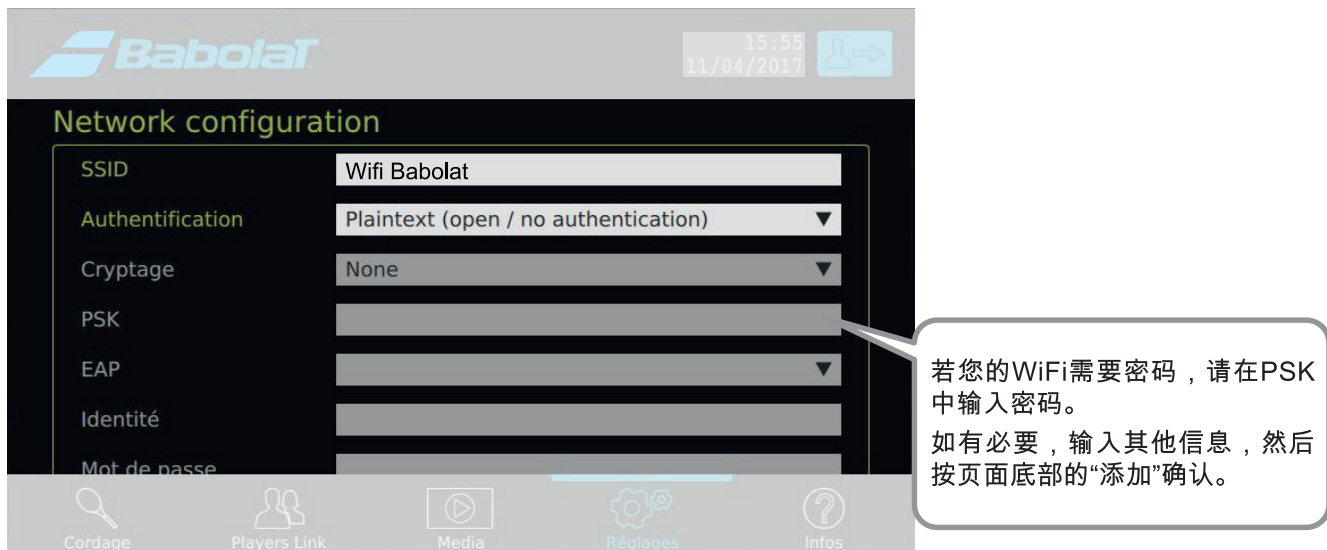 Babolat
15:55
11/04/2017
Network configuration
SSID
Wifi Babolat
Authentification
Plaintext (open / no authentication)
Cryptage
None
PSK
EAP
Identité
Mot de passe
Cordage
Players Link
Media
Réglages
Infos
若您的WiFi需要密码，请在PSK
中输入密码。
如有必要，输入其他信息，然后
按页面底部的“添加”确认。